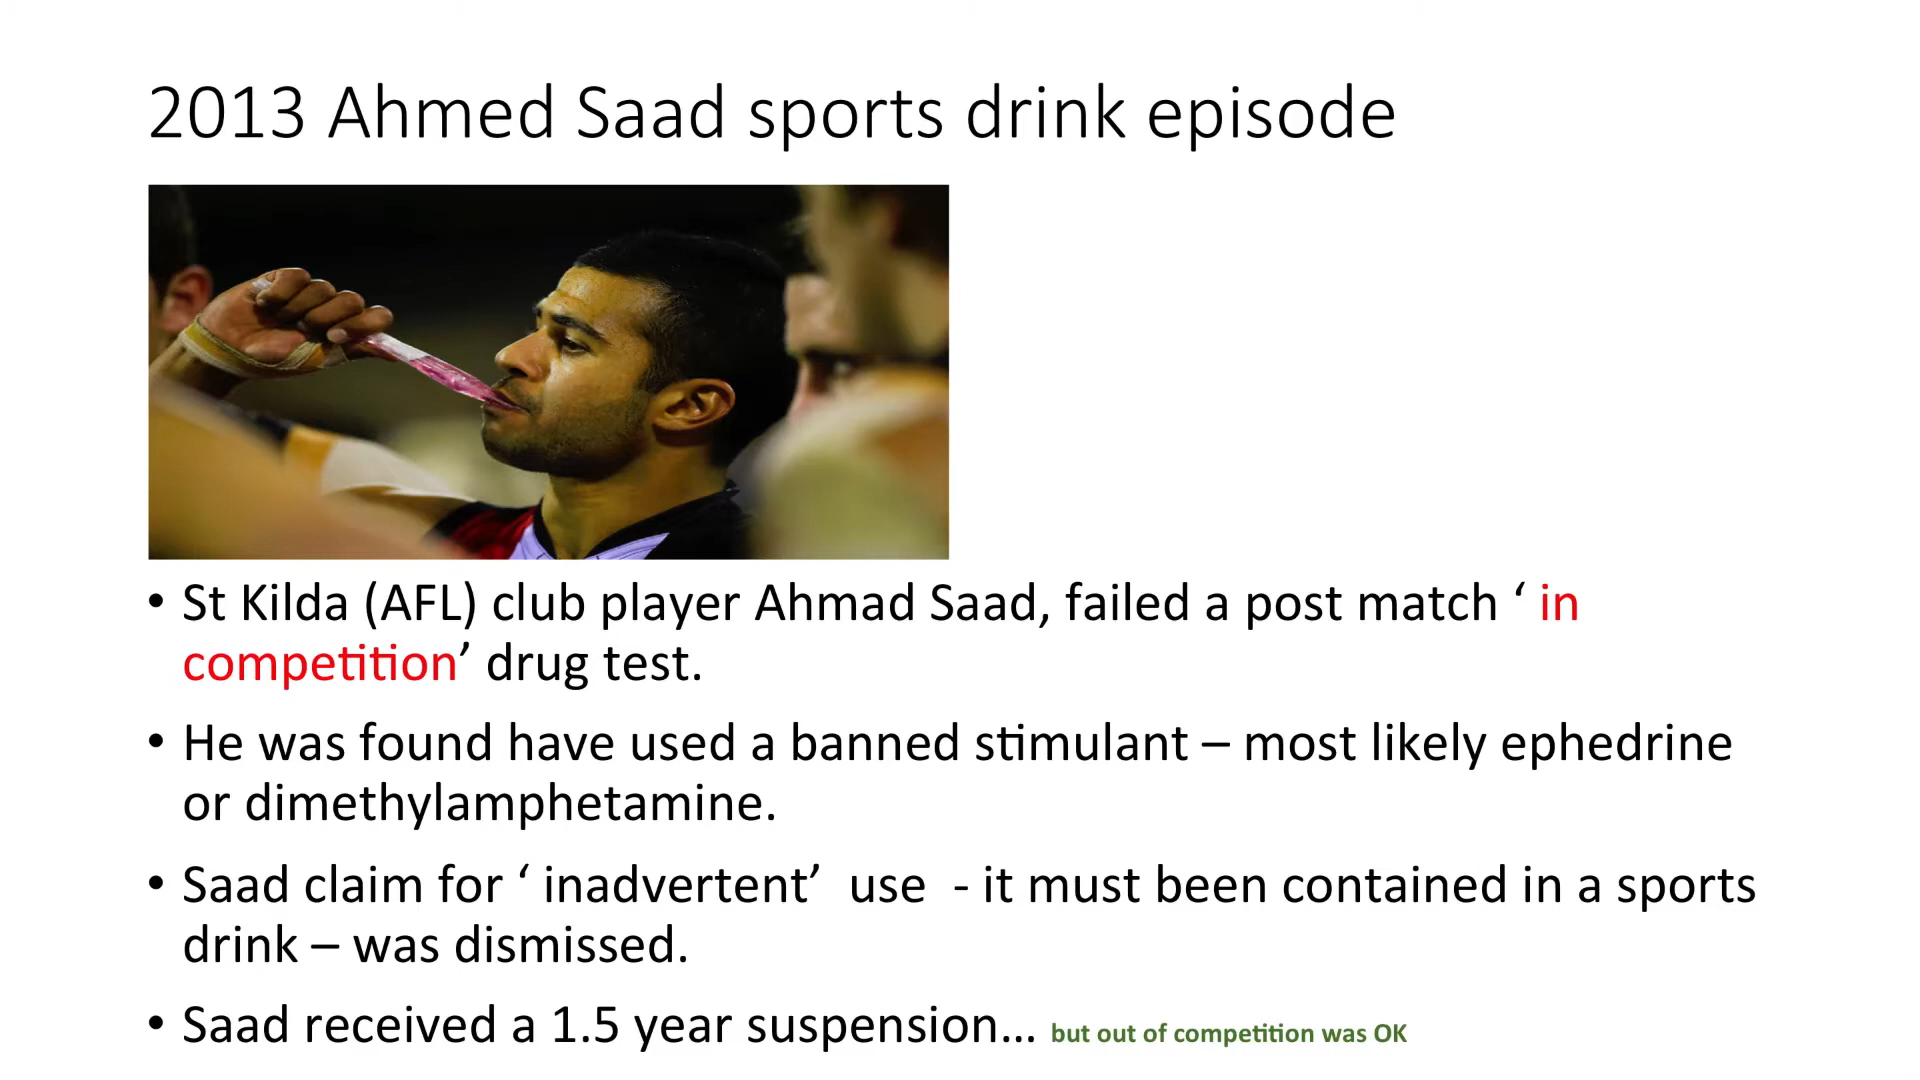 2013 Ahmed Saad sports drink episode
• St Kilda (AFL) club player Ahmad Saad, failed a post match ‘ in
competition’ drug test.
• He was found have used a banned stimulant – most likely ephedrine
or dimethylamphetamine.
• Saad claim for ‘ inadvertent’  use  - it must been contained in a sports
drink – was dismissed.
• Saad received a 1.5 year suspension… but out of competition was OK